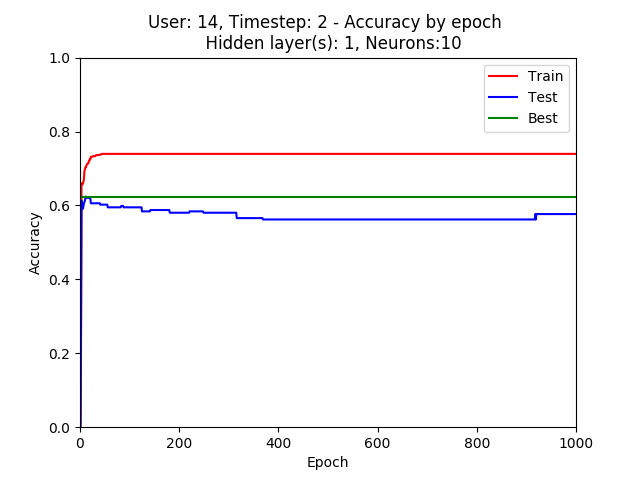 User: 14, Timestep: 2 - Accuracy by epoch
Hidden layer(s): 1, Neurons:10
1.0
Train
Test
Best
0.8
0.6
0.4
0.2
0.0
Accuracy
0 200 400 600 800 1000
Epoch